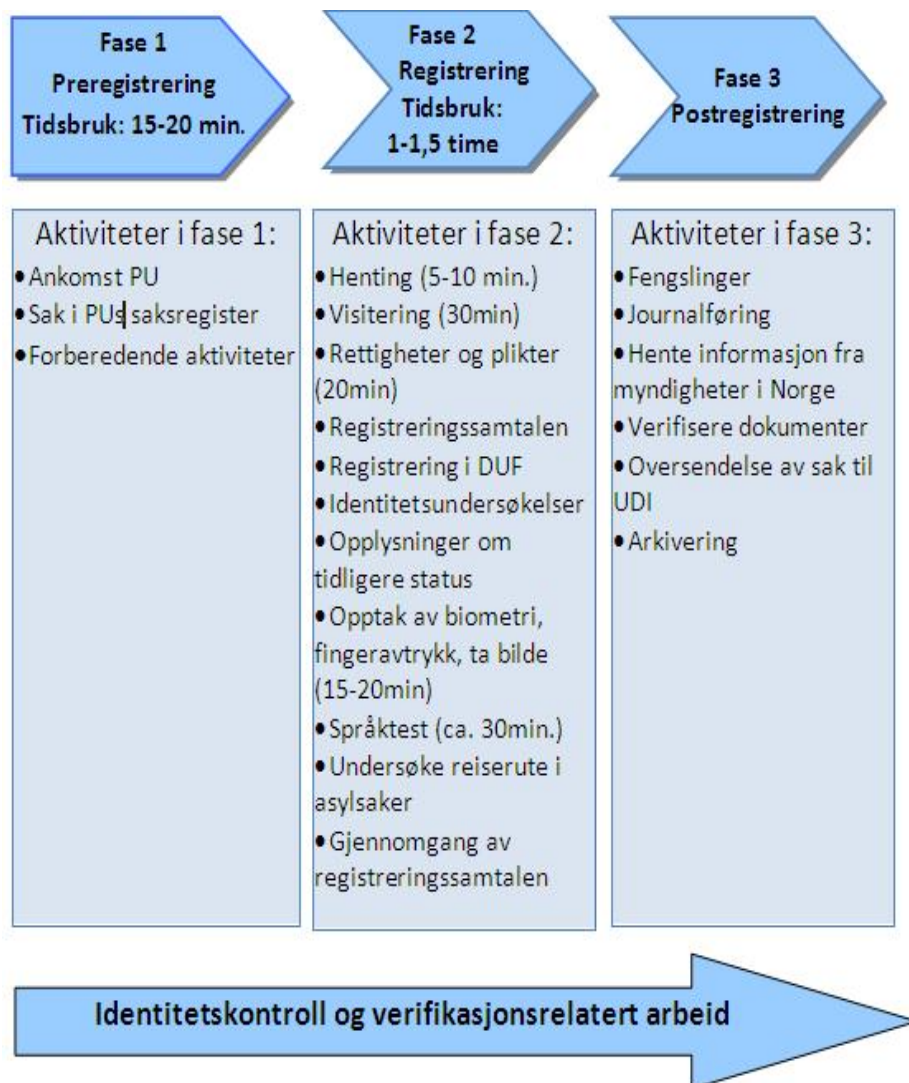 Fase 1
Preregistrering
Tidsbruk: 15-20 min.
Fase 2
Registrering
Tidsbruk:
1-1,5 time
Fase 3
Postregistrering
Aktiviteter i fase 1:
•Ankomst PU
•Sak i PUs saksregister
•Forberedende aktiviteter
Aktiviteter i fase 2:
•Henting (5-10 min.)
•Visitering (30min)
•Rettigheter og plikter
(20min)
•Registreringssamtalen
•Registrering i DUF
•Identitetsundersøkelser
•Opplysninger om
tidligere status
•Opptak av biometri,
fingeravtrykk, ta bilde
(15-20min)
•Språktest (ca. 30min.)
•Undersøke reiserute i
asylsaker
•Gjennomgang av
registreringssamtalen
Aktiviteter i fase 3:
•Fengslinger
•Journalføring
•Hente informasjon fra
myndigheter i Norge
•Verifisere dokumenter
•Oversendelse av sak til
UDI
•Arkivering
Identitetskontroll og verifikasjonsrelatert arbeid